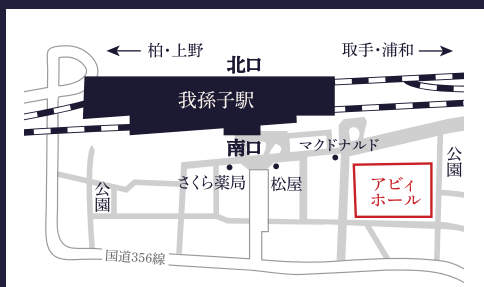 柏・上野
取手・浦和
北口
我孫子駅
南口
マクドナルド
さくら薬局
松屋
公園
公園
アビィ
ホール
国道356線